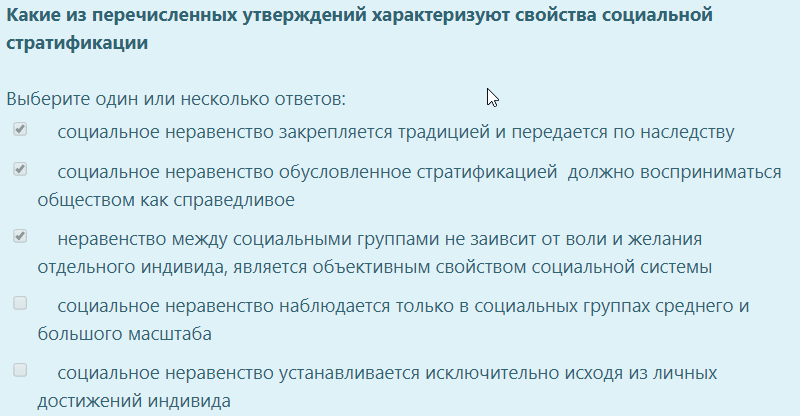 Какие из перечисленных утверждений характеризуют свойства социальной
стратификации
Выберите один или несколько ответов:
социальное неравенство закрепляется традицией и передается по наследству
социальное неравенство обусловленное стратификацией должно восприниматься
обществом как справедливое
неравенство между социальными группами не заивсит от воли и желания
отдельного индивида, является объективным свойством социальной системы
социальное неравенство наблюдается только в социальных группах среднего и
большого масштаба
социальное неравенство устанавливается исключительно исходя из личных
достижений индивида